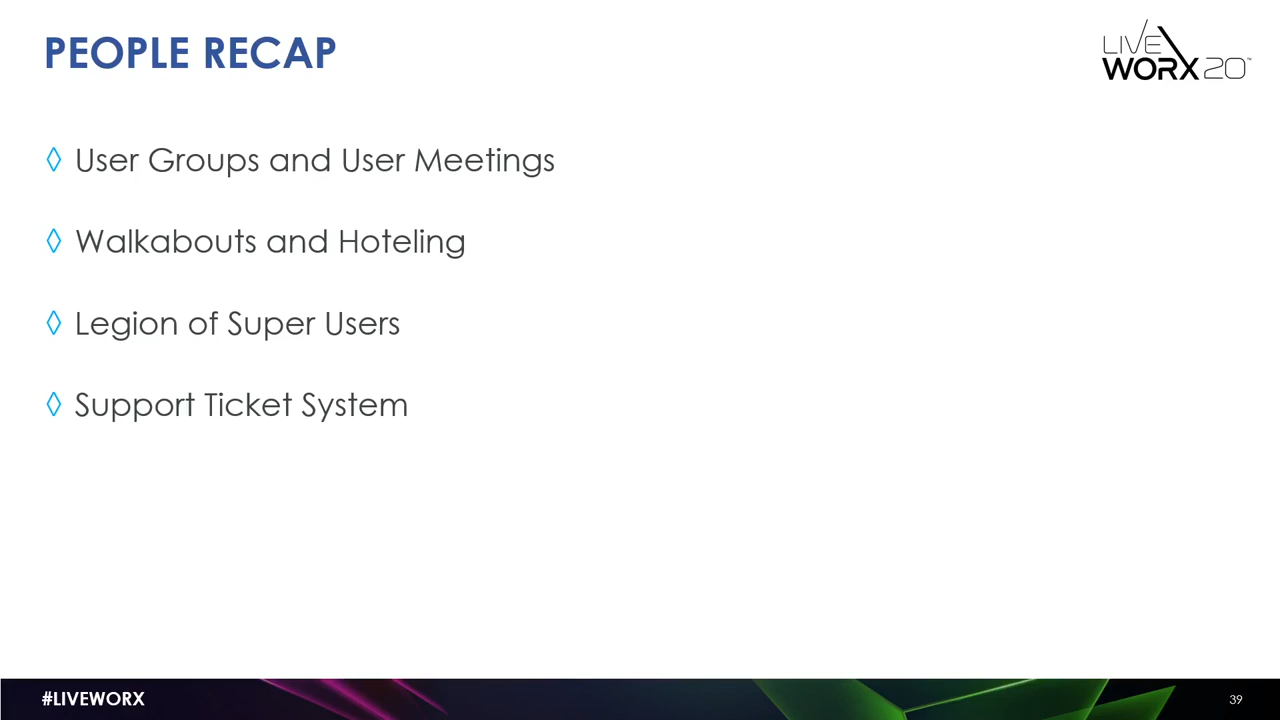 PEOPLE RECAP
LIVE
WORX 20™
◊ User Groups and User Meetings
◊ Walkabouts and Hoteling
◊ Legion of Super Users
◊ Support Ticket System
#LIVEWORX
39